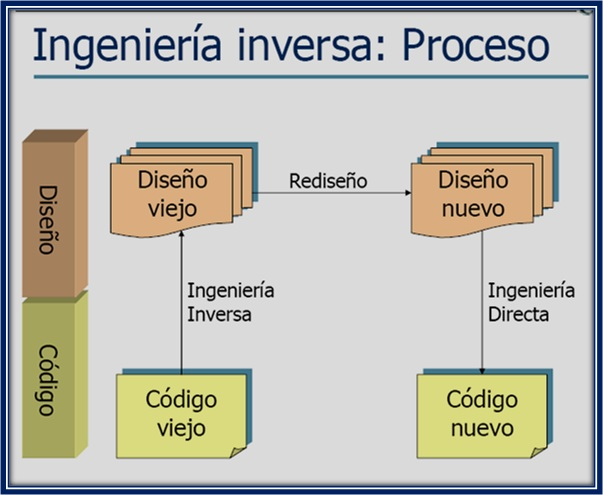 Ingeniería inversa: Proceso
Diseño
Diseño
viejo
Rediseño
Diseño
nuevo
Ingeniería
Inversa
Ingeniería
Directa
Código
Código
viejo
Código
nuevo